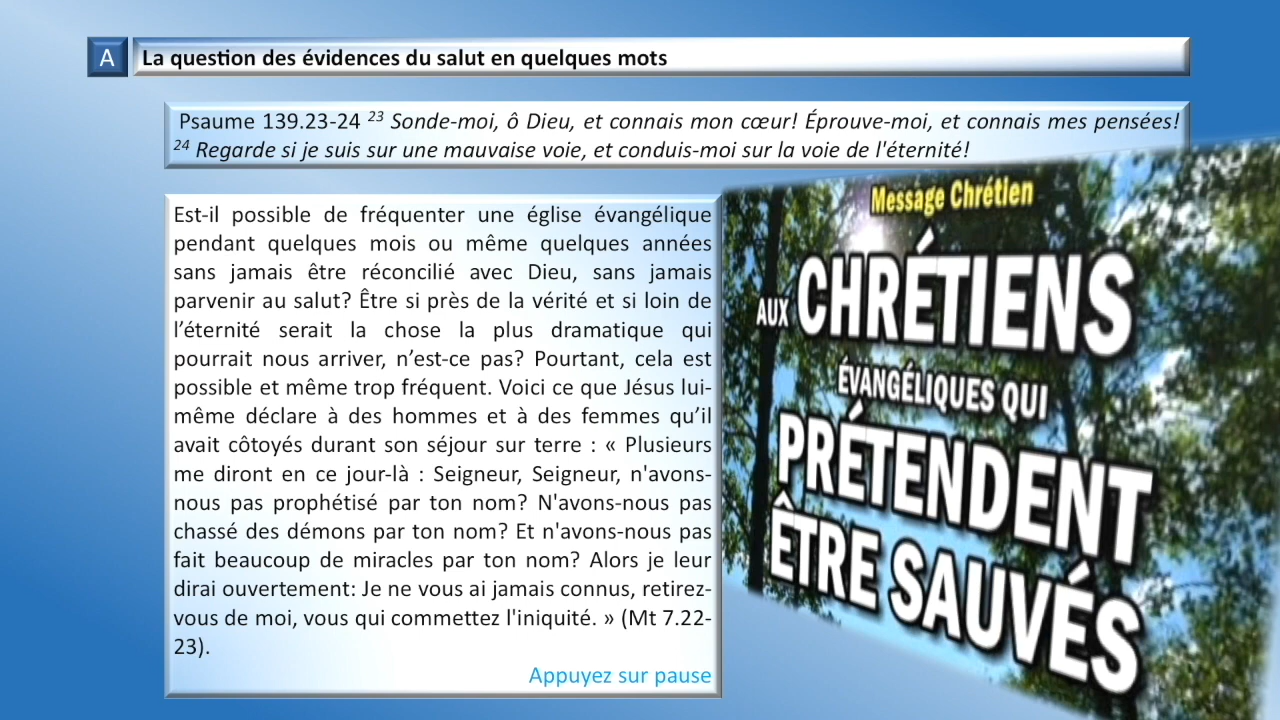 A
La question des évidences du salut en quelques mots
Psaume 139.23-24 ²³ Sonde-moi, ô Dieu, et connais mon cœur! Éprouve-moi, et connais mes pensées!
²⁴ Regarde si je suis sur une mauvaise voie, et conduis-moi sur la voie de l'éternité!
Est-il possible de fréquenter une église évangélique
pendant quelques mois ou même quelques années
sans jamais être réconcilié avec Dieu, sans jamais
parvenir au salut? Être si près de la vérité et si loin de
l’éternité serait la chose la plus dramatique qui
pourrait nous arriver, n’est-ce pas? Pourtant, cela est
possible et même trop fréquent. Voici ce que Jésus lui-
même déclare à des hommes et à des femmes qu’il
avait côtoyés durant son séjour sur terre : « Plusieurs
me diront en ce jour-là : Seigneur, Seigneur, n'avons-
nous pas prophétisé par ton nom? N'avons-nous pas
chassé des démons par ton nom? Et n'avons-nous pas
fait beaucoup de miracles par ton nom? Alors je leur
dirai ouvertement: Je ne vous ai jamais connus, retirez-
vous de moi, vous qui commettez l'iniquité. » (Mt 7.22-
23).
Appuyez sur pause
Message Chrétien
AUX CHRÉTIENS
ÉVANGÉLIQUES QUI
PRÉTENDENT
ÊTRE SAUVÉS